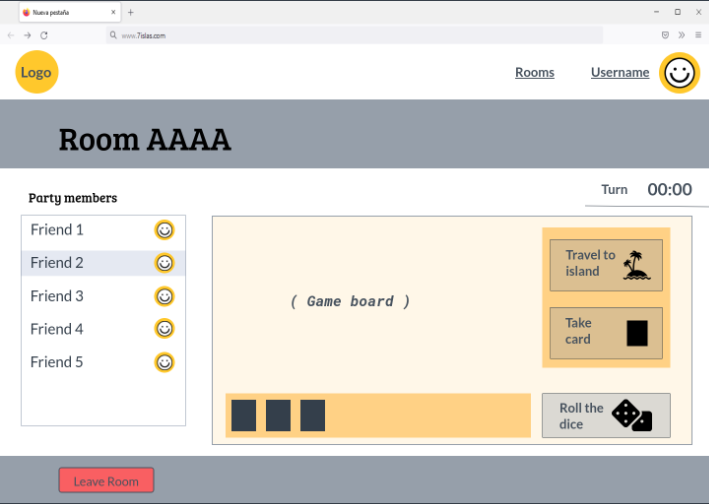 Nueva pestaña
www.7islas.com
Logo
Rooms
Username
Room AAAA
Party members
Turn 00:00
Friend 1
Friend 2
Friend 3
Friend 4
Friend 5
( Game board )
Travel to
island
Take
card
Roll the
dice
Leave Room